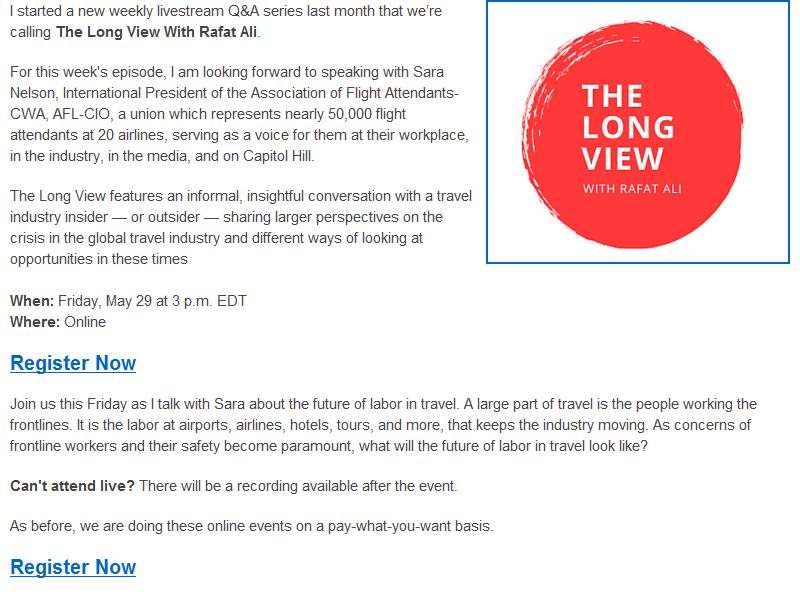 I started a new weekly livestream Q&A series last month that we’re
calling The Long View With Rafat Ali.
For this week's episode, I am looking forward to speaking with Sara
Nelson, International President of the Association of Flight Attendants-
CWA, AFL-CIO, a union which represents nearly 50,000 flight
attendants at 20 airlines, serving as a voice for them at their workplace,
in the industry, in the media, and on Capitol Hill.
The Long View features an informal, insightful conversation with a travel
industry insider — or outsider — sharing larger perspectives on the
crisis in the global travel industry and different ways of looking at
opportunities in these times
THE
LONG
VIEW
WITH RAFAT ALI
When: Friday, May 29 at 3 p.m. EDT
Where: Online
Register Now
Join us this Friday as I talk with Sara about the future of labor in travel. A large part of travel is the people working the
frontlines. It is the labor at airports, airlines, hotels, tours, and more, that keeps the industry moving. As concerns of
frontline workers and their safety become paramount, what will the future of labor in travel look like?
Can't attend live? There will be a recording available after the event.
As before, we are doing these online events on a pay-what-you-want basis.
Register Now